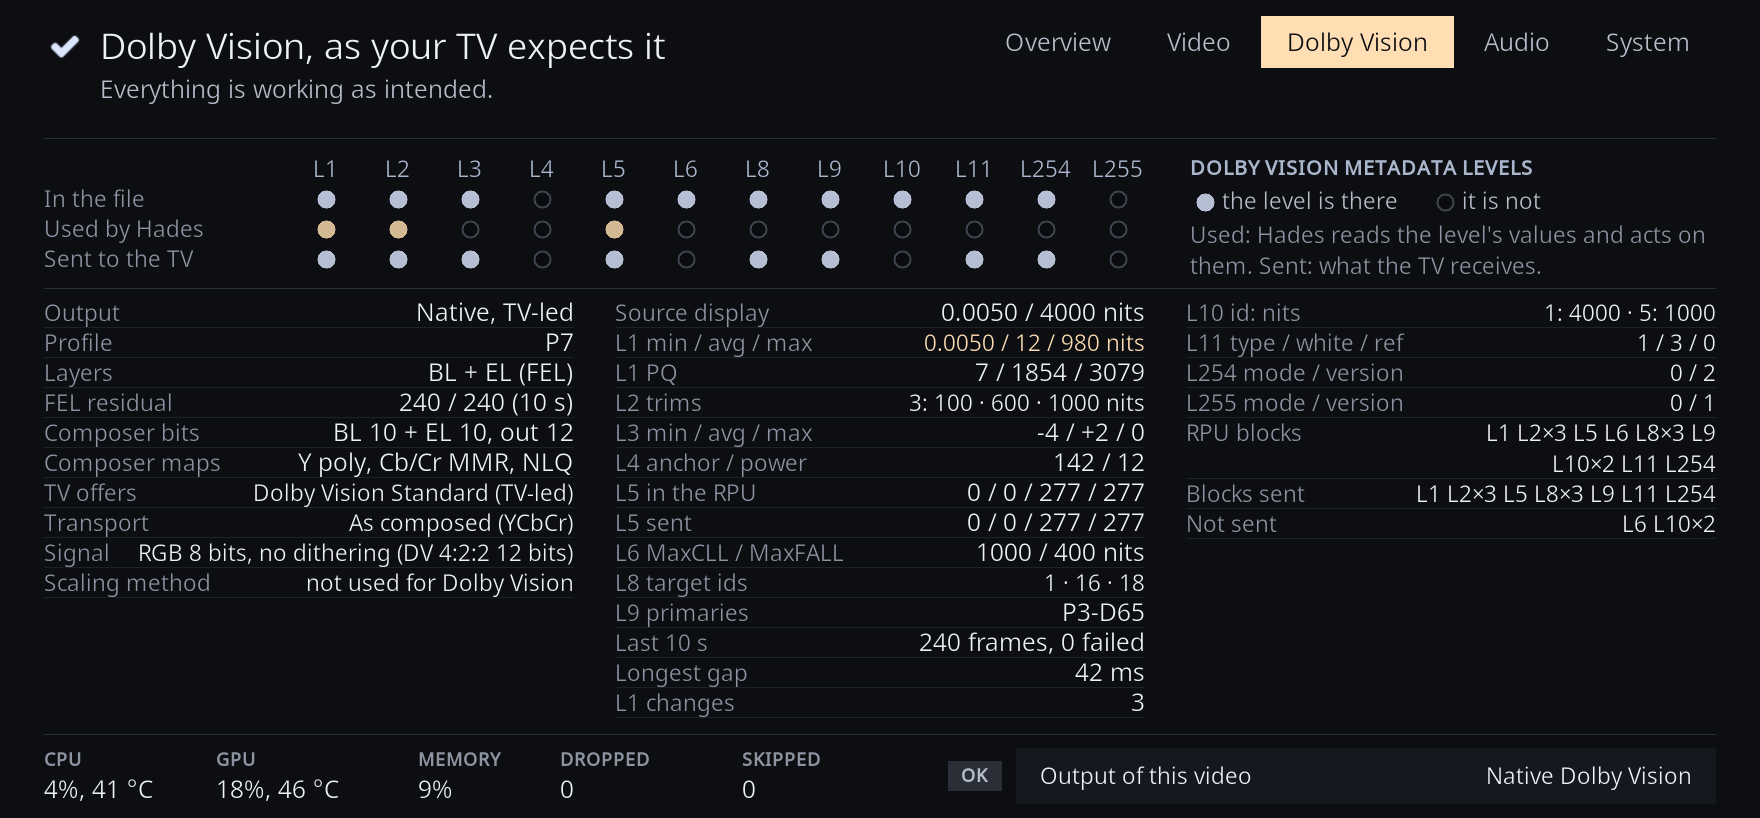 Dolby Vision, as your TV expects it
Everything is working as intended.
Overview Video Dolby Vision Audio System
L1 L2 L3 L4 L5 L6 L8 L9 L10 L11 L254 L255
In the file
Used by Hades
Sent to the TV
DOLBY VISION METADATA LEVELS
the level is there it is not
Used: Hades reads the level's values and acts on
them. Sent: what the TV receives.
Output Native, TV-led
Profile P7
Layers BL + EL (FEL)
FEL residual 240 / 240 (10 s)
Composer bits BL 10 + EL 10, out 12
Composer maps Y poly, Cb/Cr MMR, NLQ
TV offers Dolby Vision Standard (TV-led)
Transport As composed (YCbCr)
Signal RGB 8 bits, no dithering (DV 4:2:2 12 bits)
Scaling method not used for Dolby Vision
Source display 0.0050 / 4000 nits
L1 min / avg / max 0.0050 / 12 / 980 nits
L1 PQ 7 / 1854 / 3079
L2 trims 3: 100 · 600 · 1000 nits
L3 min / avg / max -4 / +2 / 0
L4 anchor / power 142 / 12
L5 in the RPU 0 / 0 / 277 / 277
L5 sent 0 / 0 / 277 / 277
L6 MaxCLL / MaxFALL 1000 / 400 nits
L8 target ids 1 · 16 · 18
L9 primaries P3-D65
Last 10 s 240 frames, 0 failed
Longest gap 42 ms
L1 changes 3
L10 id: nits 1: 4000 · 5: 1000
L11 type / white / ref 1 / 3 / 0
L254 mode / version 0 / 2
L255 mode / version 0 / 1
RPU blocks L1 L2×3 L5 L6 L8×3 L9
L10×2 L11 L254
Blocks sent L1 L2×3 L5 L8×3 L9 L11 L254
Not sent L6 L10×2
CPU GPU MEMORY DROPPED SKIPPED
4%, 41 °C 18%, 46 °C 9% 0 0
OK Output of this video Native Dolby Vision